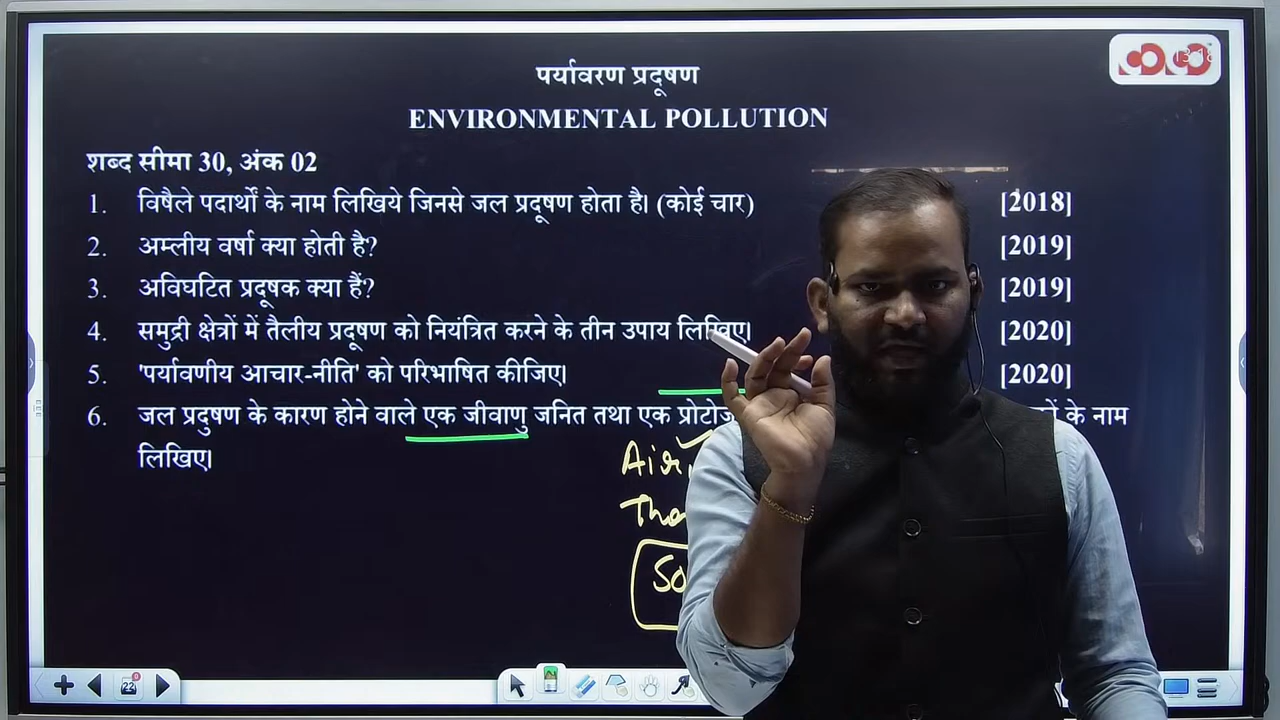 पर्यावरण प्रदूषण
ENVIRONMENTAL POLLUTION
शब्द सीमा 30, अंक 02
1. विषैले पदार्थों के नाम लिखिये जिनसे जल प्रदूषण होता है। (कोई चार) [2018]
2. अम्लीय वर्षा क्या होती है? [2019]
3. अविघटित प्रदूषक क्या हैं? [2019]
4. समुद्री क्षेत्रों में तैलीय प्रदूषण को नियंत्रित करने के तीन उपाय लिखिए। [2020]
5. 'पर्यावणीय आचार-नीति' को परिभाषित कीजिए। [2020]
6. जल प्रदुषण के कारण होने वाले एक जीवाणु जनित तथा एक के नाम
लिखिए।
Air
22